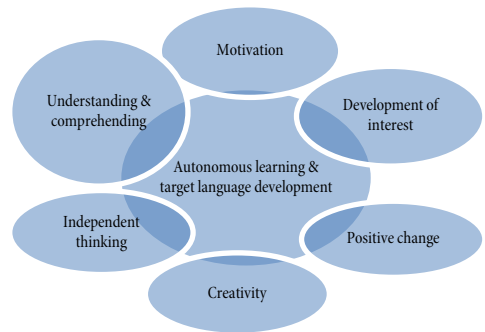 Motivation
Understanding &
comprehending
Development of
interest
Autonomous learning &
target language development
Independent
thinking
Positive change
Creativity